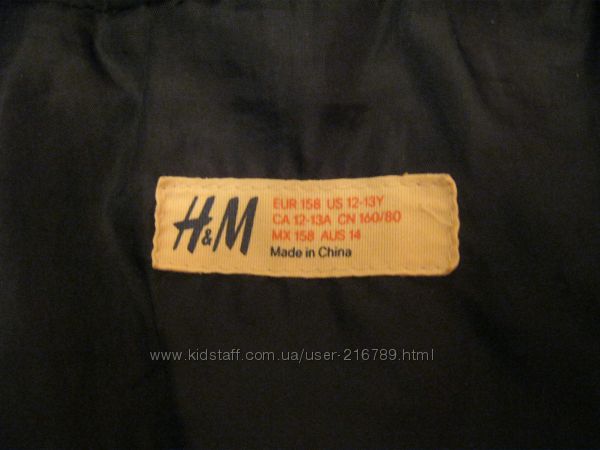 H&M
EUR 158 US 12-13Y
CA 12-13A CN 160/80
MX 158 AUS 14
Made in China
www.kidstaff.com.ua/user-216789.html